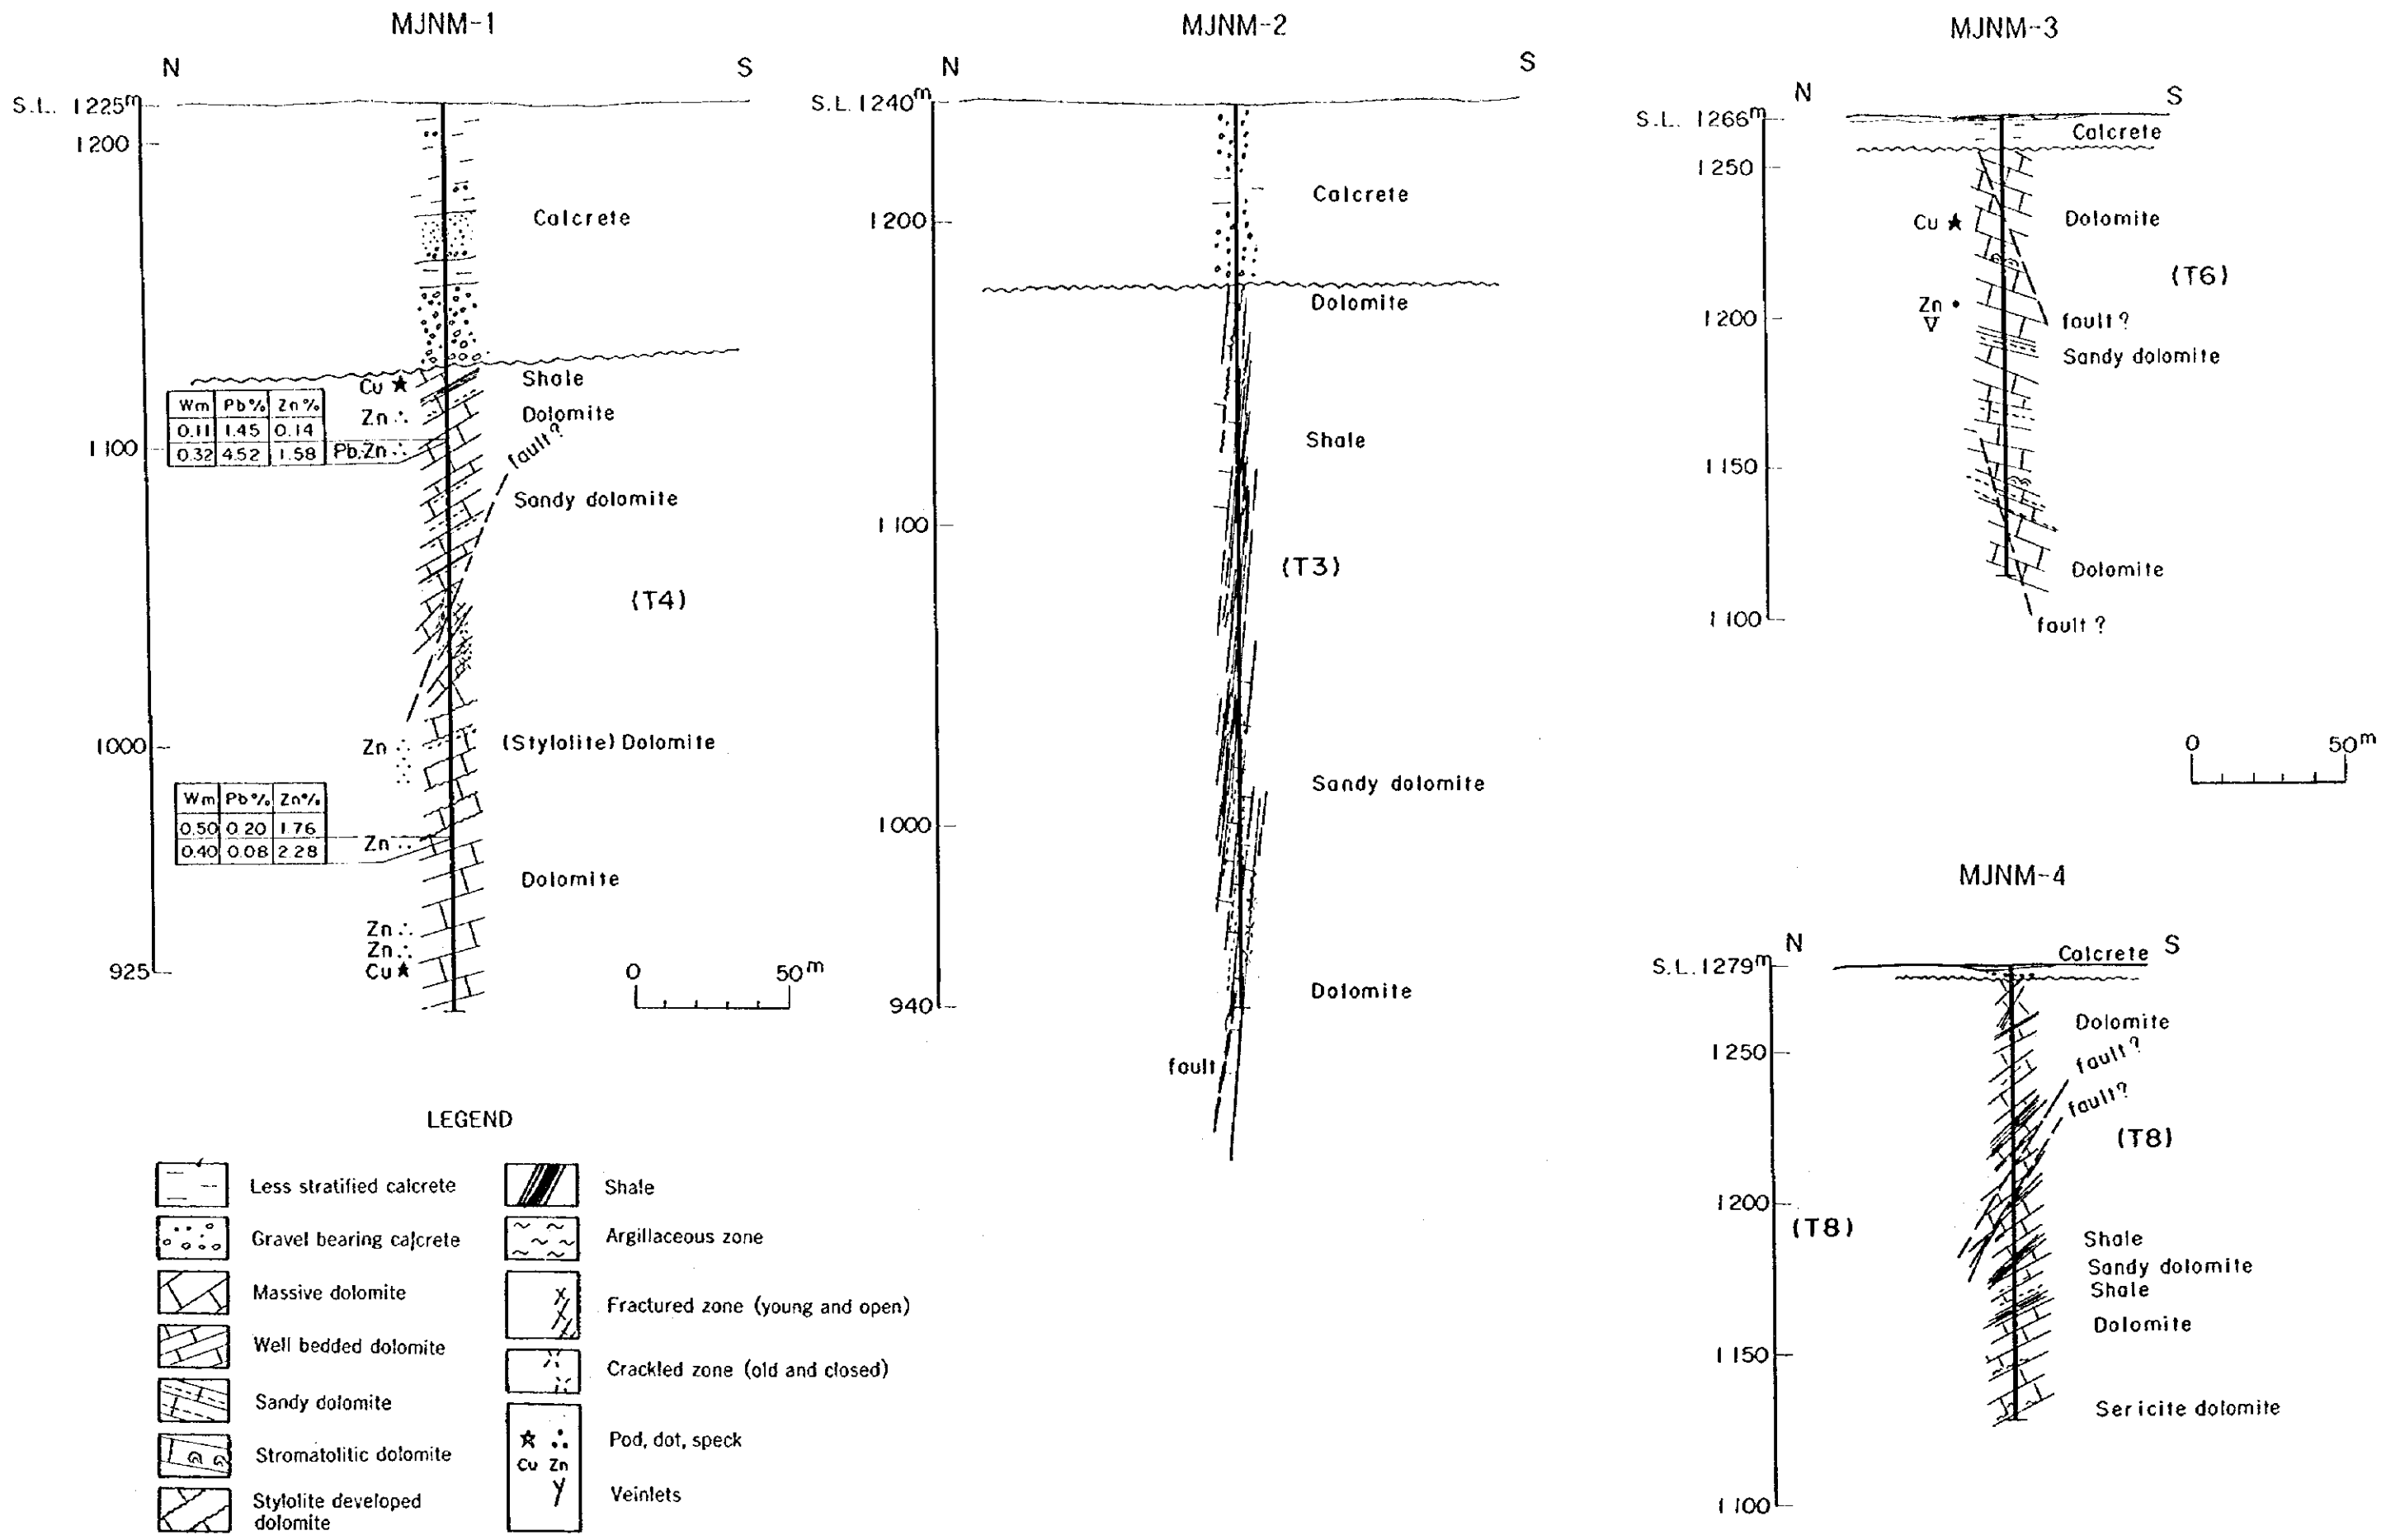 MJNM-1
N S
S.L. 1225m
1200
Calcrete
Cu
Shale
Wm Pb% Zn%
Zn
Dolomite
0.11 1.45 0.14
fault?
1100
0.32 4.52 1.58
Pb,Zn
Sandy dolomite
(T4)
1000
Zn
(Stylolite) Dolomite
Wm Pb% Zn%
0.50 0.20 1.76
Zn
0.40 0.08 2.28
Dolomite
Zn
Zn
Cu
925
0 50m
MJNM-2
N S
S.L. 1240m
Calcrete
1200
Dolomite
Shale
1100
(T3)
Sandy dolomite
1000
Dolomite
940
fault
MJNM-3
N S
S.L. 1266m
Calcrete
1250
Cu
Dolomite
(T6)
Zn
1200
fault?
Sandy dolomite
1150
Dolomite
1100
fault?
0 50m
MJNM-4
N S
Calcrete
S.L. 1279m
Dolomite
1250
fault?
fault?
(T8)
1200
(T8)
Shale
Sandy dolomite
Shale
Dolomite
1150
Sericite dolomite
1100
LEGEND
Less stratified calcrete
Gravel bearing calcrete
Massive dolomite
Well bedded dolomite
Sandy dolomite
Stromatolitic dolomite
Stylolite developed
dolomite
Shale
Argillaceous zone
Fractured zone (young and open)
Crackled zone (old and closed)
Pod, dot, speck
Cu Zn
Veinlets